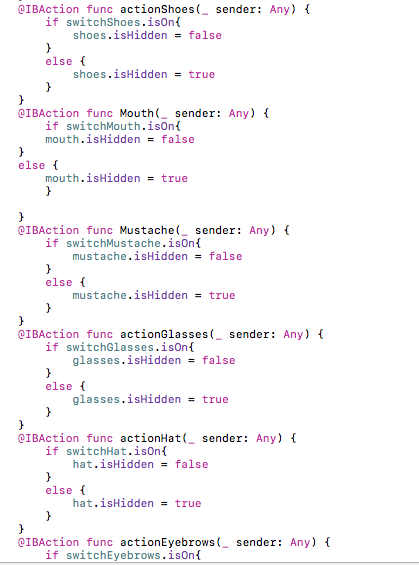 @IBAction func actionShoes(_ sender: Any) {
    if switchShoes.isOn{
        shoes.isHidden = false
    }
    else {
        shoes.isHidden = true
    }
}
@IBAction func Mouth(_ sender: Any) {
    if switchMouth.isOn{
    mouth.isHidden = false
}
else {
    mouth.isHidden = true
    }

}
@IBAction func Mustache(_ sender: Any) {
    if switchMustache.isOn{
        mustache.isHidden = false
    }
    else {
        mustache.isHidden = true
    }
}
@IBAction func actionGlasses(_ sender: Any) {
    if switchGlasses.isOn{
        glasses.isHidden = false
    }
    else {
        glasses.isHidden = true
    }
}
@IBAction func actionHat(_ sender: Any) {
    if switchHat.isOn{
        hat.isHidden = false
    }
    else {
        hat.isHidden = true
    }
}
@IBAction func actionEyebrows(_ sender: Any) {
    if switchEyebrows.isOn{